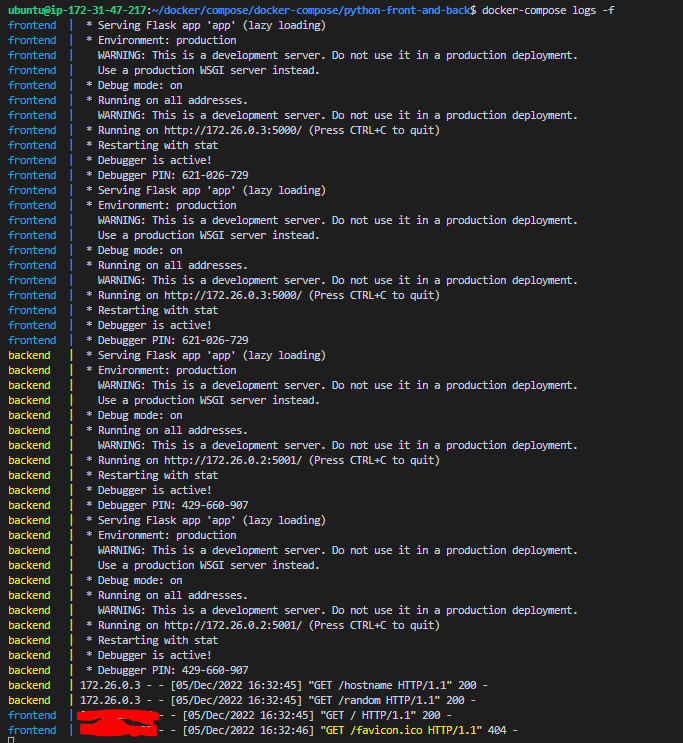 ubuntu@ip-172-31-47-217:~/docker/compose/docker-compose/python-front-and-back$ docker-compose logs -f
frontend | * Serving Flask app 'app' (lazy loading)
frontend | * Environment: production
frontend | WARNING: This is a development server. Do not use it in a production deployment.
frontend | Use a production WSGI server instead.
frontend | * Debug mode: on
frontend | * Running on all addresses.
frontend | WARNING: This is a development server. Do not use it in a production deployment.
frontend | * Running on http://172.26.0.3:5000/ (Press CTRL+C to quit)
frontend | * Restarting with stat
frontend | * Debugger is active!
frontend | * Debugger PIN: 621-026-729
frontend | * Serving Flask app 'app' (lazy loading)
frontend | * Environment: production
frontend | WARNING: This is a development server. Do not use it in a production deployment.
frontend | Use a production WSGI server instead.
frontend | * Debug mode: on
frontend | * Running on all addresses.
frontend | WARNING: This is a development server. Do not use it in a production deployment.
frontend | * Running on http://172.26.0.3:5000/ (Press CTRL+C to quit)
frontend | * Restarting with stat
frontend | * Debugger is active!
frontend | * Debugger PIN: 621-026-729
backend | * Serving Flask app 'app' (lazy loading)
backend | * Environment: production
backend | WARNING: This is a development server. Do not use it in a production deployment.
backend | Use a production WSGI server instead.
backend | * Debug mode: on
backend | * Running on all addresses.
backend | WARNING: This is a development server. Do not use it in a production deployment.
backend | * Running on http://172.26.0.2:5001/ (Press CTRL+C to quit)
backend | * Restarting with stat
backend | * Debugger is active!
backend | * Debugger PIN: 429-660-907
backend | * Serving Flask app 'app' (lazy loading)
backend | * Environment: production
backend | WARNING: This is a development server. Do not use it in a production deployment.
backend | Use a production WSGI server instead.
backend | * Debug mode: on
backend | * Running on all addresses.
backend | WARNING: This is a development server. Do not use it in a production deployment.
backend | * Running on http://172.26.0.2:5001/ (Press CTRL+C to quit)
backend | * Restarting with stat
backend | * Debugger is active!
backend | * Debugger PIN: 429-660-907
backend | 172.26.0.3 - - [05/Dec/2022 16:32:45] "GET /hostname HTTP/1.1" 200 -
backend | 172.26.0.3 - - [05/Dec/2022 16:32:45] "GET /random HTTP/1.1" 200 -
frontend | - - [05/Dec/2022 16:32:45] "GET / HTTP/1.1" 200 -
frontend | - - [05/Dec/2022 16:32:46] "GET /favicon.ico HTTP/1.1" 404 -